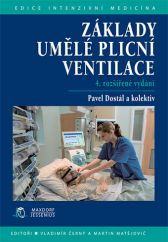 EDICE INTENZIVNÍ MEDICÍNA
ZÁKLADY
UMĚLÉ PLICNÍ
VENTILACE
4. rozšířené vydání
Pavel Dostál a kolektiv
MAXDORF
JESSENIUS
EDITOŘI • VLADIMÍR ČERNÝ A MARTIN MATĚJOVIČ